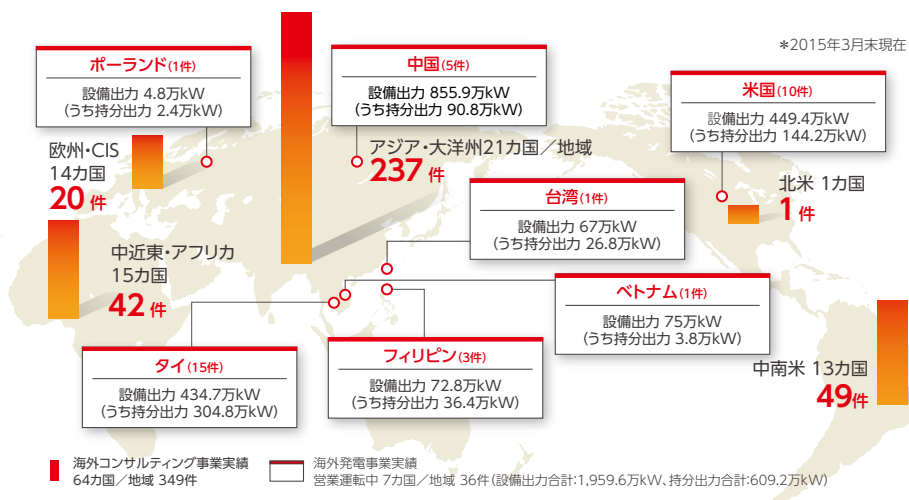 ＊2015年3月末現在
ポーランド(1件)
設備出力 4.8万kW
(うち持分出力 2.4万kW)
中国(5件)
設備出力 855.9万kW
(うち持分出力 90.8万kW)
米国(10件)
設備出力 449.4万kW
(うち持分出力 144.2万kW)
欧州・CIS
14カ国
20件
アジア・大洋州21カ国／地域
237件
北米 1カ国
1件
台湾(1件)
設備出力 67万kW
(うち持分出力 26.8万kW)
中近東・アフリカ
15カ国
42件
ベトナム(1件)
設備出力 75万kW
(うち持分出力 3.8万kW)
タイ(15件)
設備出力 434.7万kW
(うち持分出力 304.8万kW)
フィリピン(3件)
設備出力 72.8万kW
(うち持分出力 36.4万kW)
中南米 13カ国
49件
海外コンサルティング事業実績
64カ国／地域 349件
海外発電事業実績
営業運転中 7カ国／地域 36件(設備出力合計:1,959.6万kW、持分出力合計:609.2万kW)